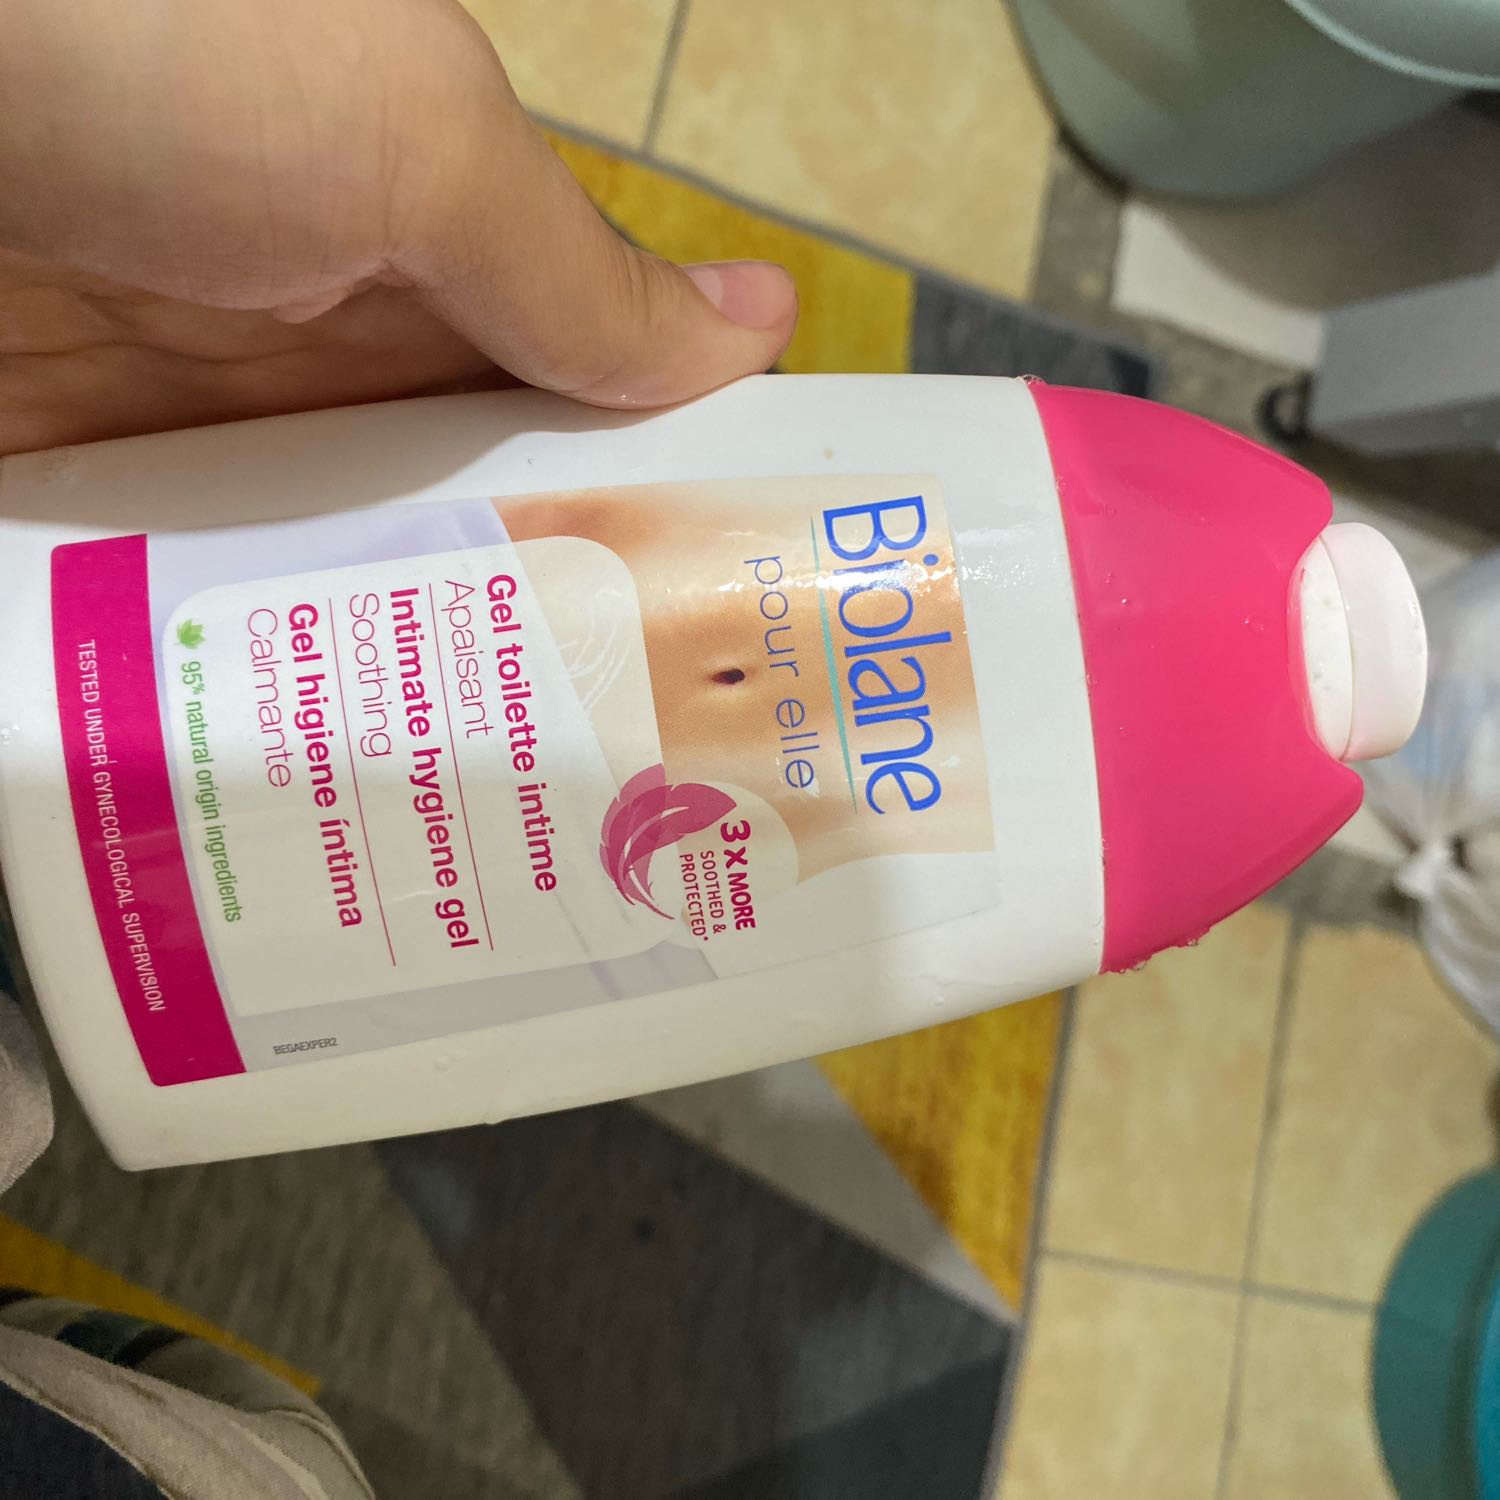 Biolane
pour elle
3 x MORE
SOOTHED &
PROTECTED*
Gel toilette intime
Apaisant
Intimate hygiene gel
Soothing
Gel higiene íntima
Calmante
95% natural origin ingredients
TESTED UNDER GYNECOLOGICAL SUPERVISION
BEGAEXPER2